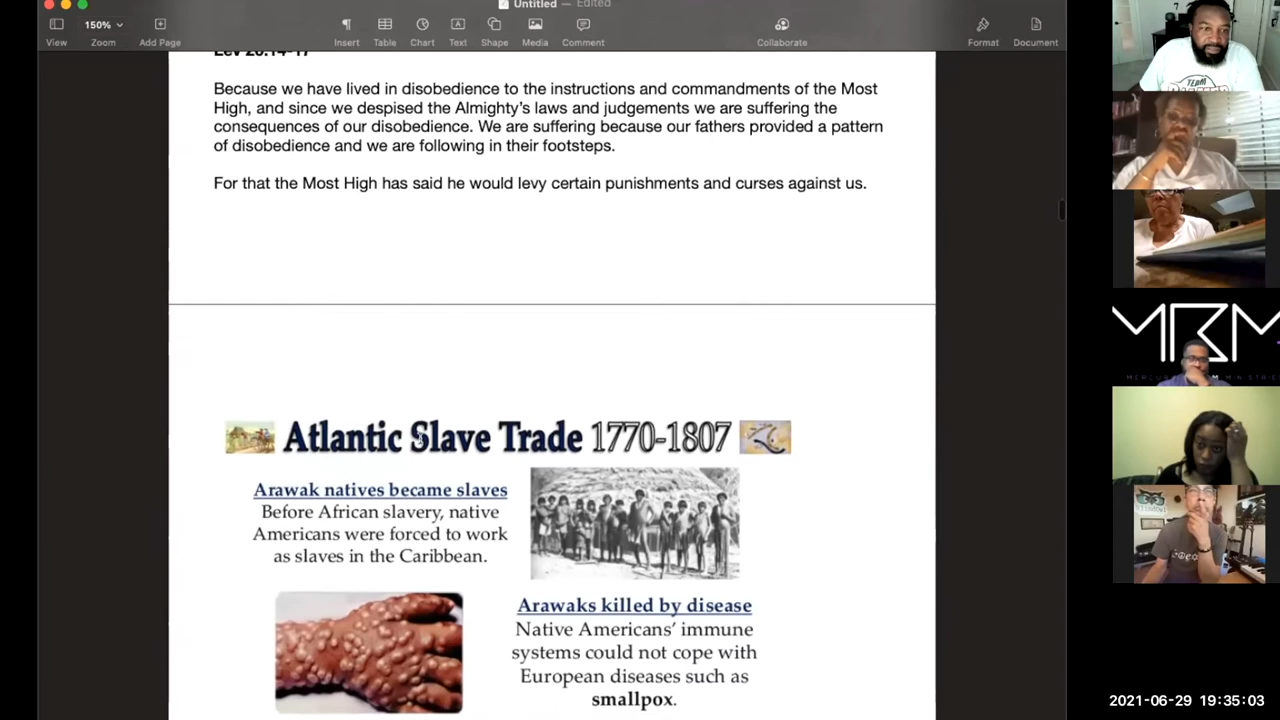 Untitled — Edited
150%
View
Zoom
Add Page
Insert
Table
Chart
Text
Shape
Media
Comment
Collaborate
Format
Document
Lev 26:14-17
Because we have lived in disobedience to the instructions and commandments of the Most
High, and since we despised the Almighty's laws and judgements we are suffering the
consequences of our disobedience. We are suffering because our fathers provided a pattern
of disobedience and we are following in their footsteps.
For that the Most High has said he would levy certain punishments and curses against us.
Atlantic Slave Trade 1770-1807
Arawak natives became slaves
Before African slavery, native
Americans were forced to work
as slaves in the Caribbean.
Arawaks killed by disease
Native Americans' immune
systems could not cope with
European diseases such as
smallpox.
TEAM
MBM
2021-06-29 19:35:03